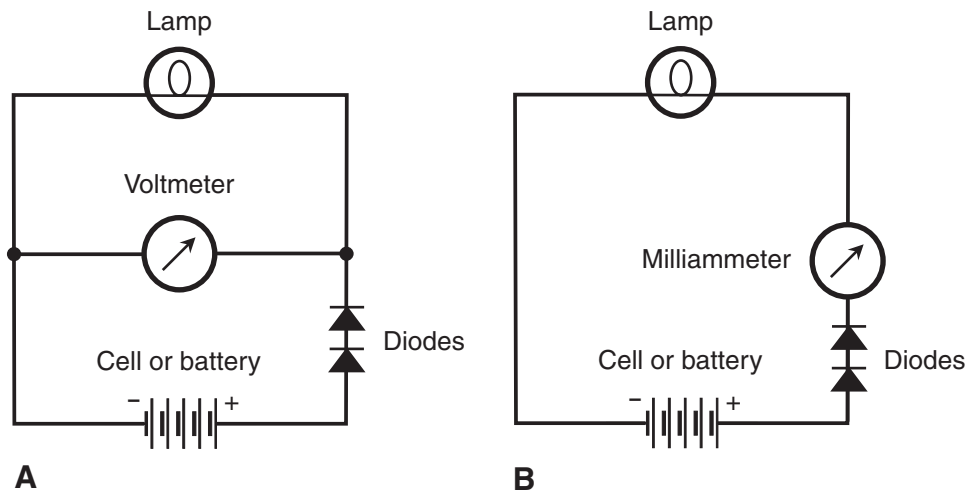 Lamp
Voltmeter
Diodes
Cell or battery
− +
A
Lamp
Milliammeter
Diodes
Cell or battery
− +
B